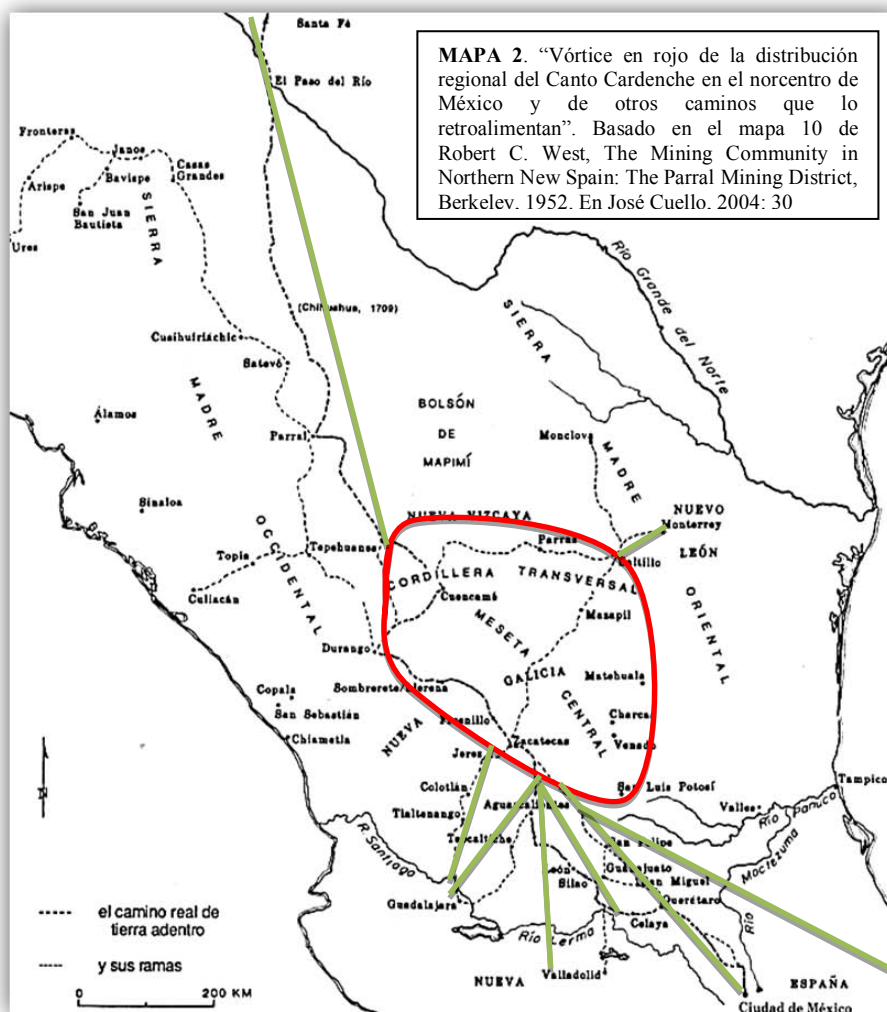 Santa Fé
MAPA 2. “Vórtice en rojo de la distribución
regional del Canto Cardenche en el norcentro de
México y de otros caminos que lo
retroalimentan”. Basado en el mapa 10 de
Robert C. West, The Mining Community in
Northern New Spain: The Parral Mining District,
Berkeley. 1952. En José Cuello. 2004: 30
El Paso del Río
Fronteras
Janos
Casas
Grandes
Bavispe
Arispe
San Juan
Bautista
Ures
SIERRA
MADRE
OCCIDENTAL
Río Grande del Norte
(Chihuahua, 1709)
SIERRA
MADRE
ORIENTAL
Cusihuiriáchic
Satevó
BOLSÓN
DE
MAPIMÍ
Álamos
Parral
Monclova
Sinaloa
NUEVA VIZCAYA
NUEVO
LEÓN
Monterrey
Parras
Saltillo
Topia
Tepehuanes
CORDILLERA TRANSVERSAL
Culiacán
Cuencamé
Mazapil
MESETA
CENTRAL
Durango
GALICIA
Matehuala
Sombrerete/Llerena
Copala
San Sebastián
Chiametla
NUEVA
Fresnillo
Charcas
Venado
Zacatecas
Jerez
San Luis Potosí
Tampico
Colotlán
Aguascalientes
Valles
Río Panuco
Tlaltenango
Teocaltiche
San Felipe
Río Moctezuma
R. Santiago
León
Guanajuato
Silao
San Miguel
Guadalajara
Querétaro
Celaya
Río Lerma
el camino real de
tierra adentro
y sus ramas
NUEVA
Valladolid
ESPAÑA
Ciudad de México
0 200 KM
N